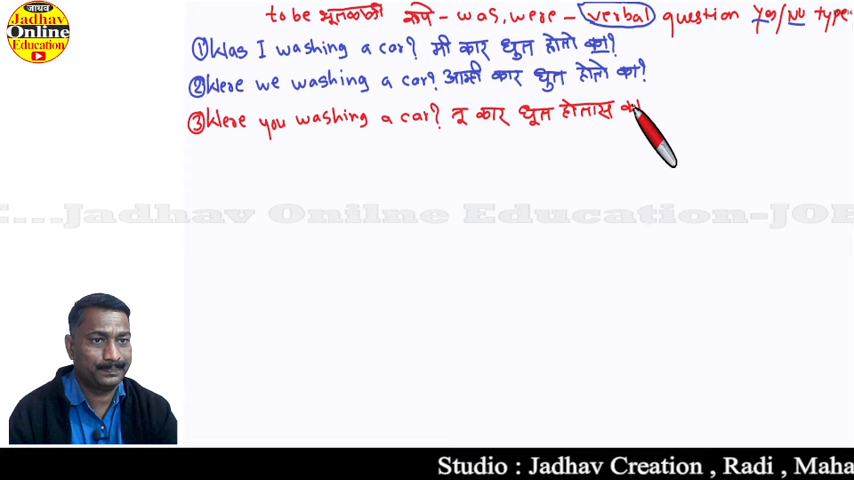 जाधव
Jadhav
Online
Education
to be भूतकाळी रूपे - was, were - verbal question Yes/No type
① Was I washing a car? मी कार धुत होतो का?
② Were we washing a car? आम्ही कार धुत होतो का?
③ Were you washing a car? तू कार धूत होतास का
E...Jadhav Onilne Education-JOE
Studio : Jadhav Creation , Radi , Maha